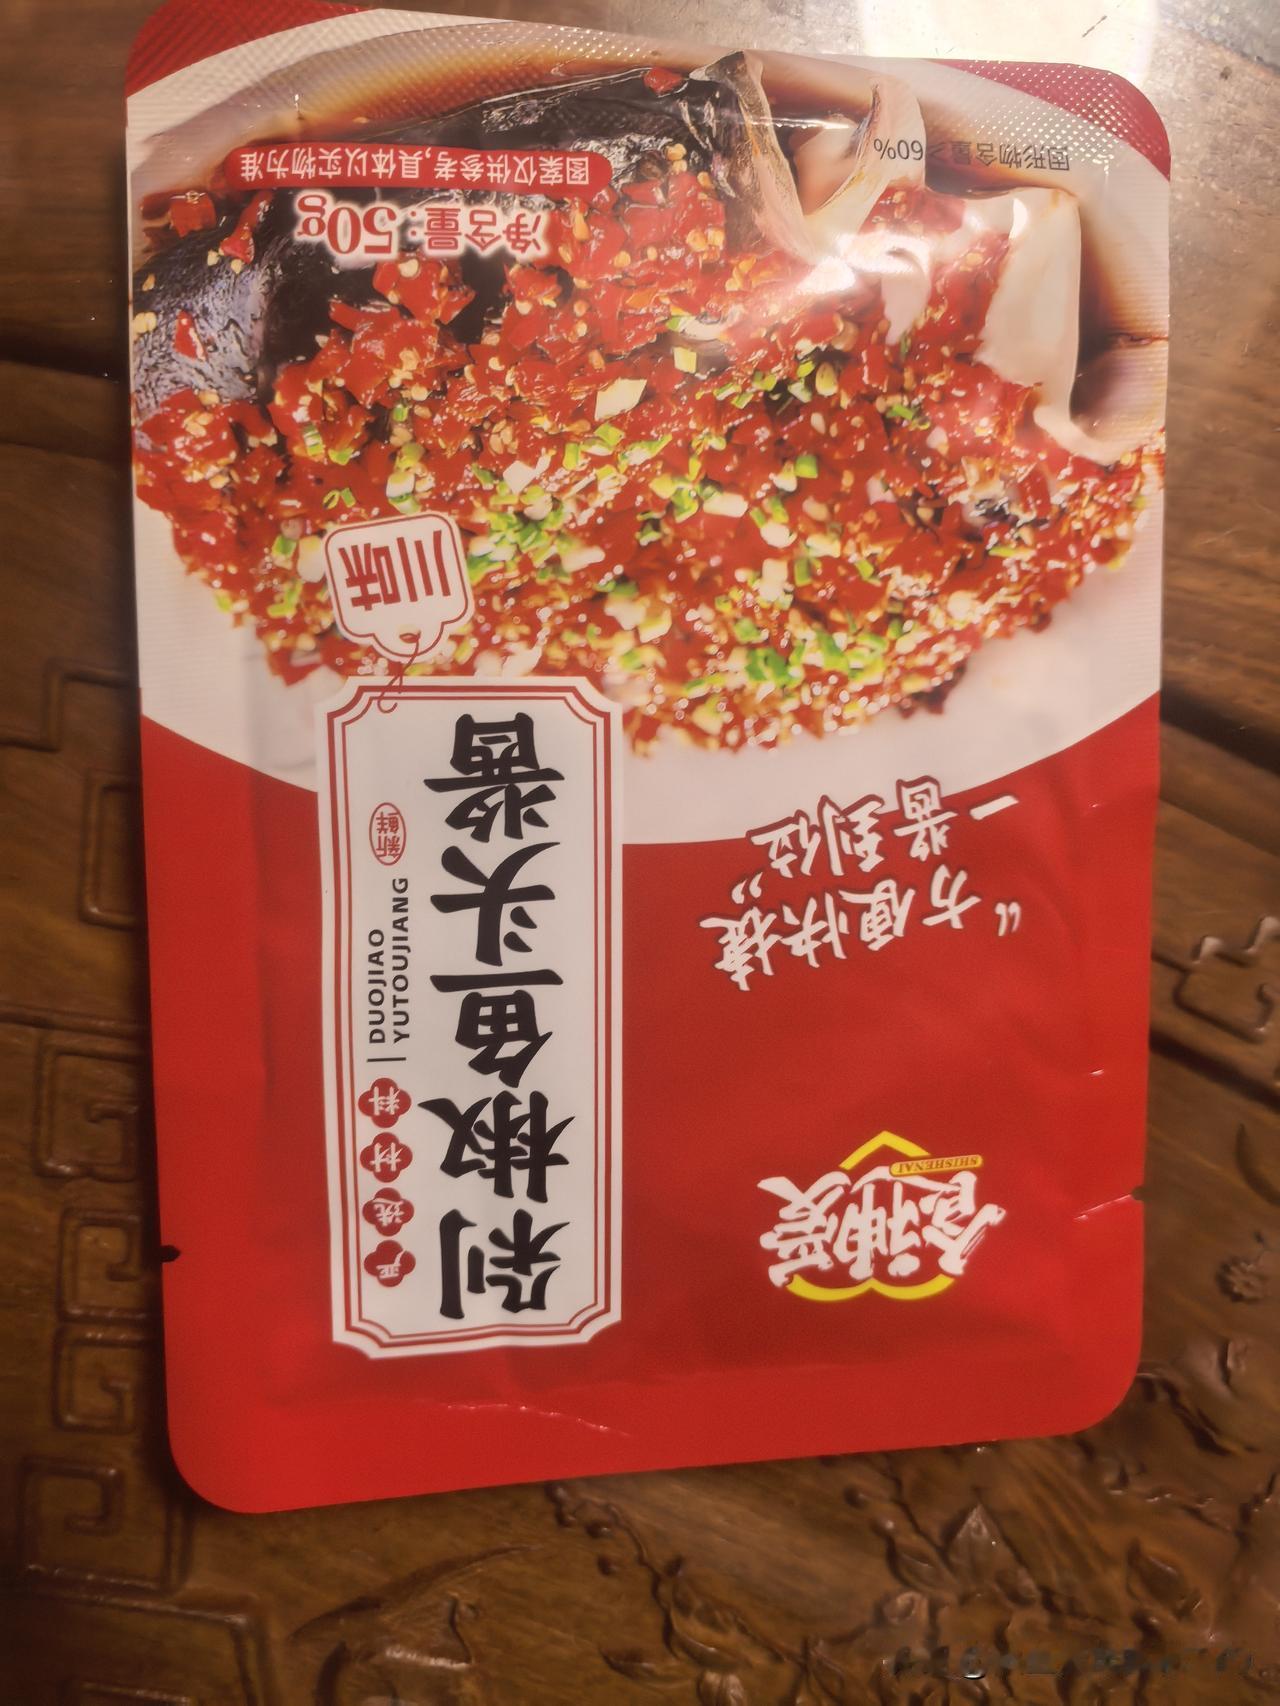 食神爱
SHISHENAI
“方便快捷
一酱到位”
剁椒鱼头酱
严选材料
DUOJIAO
YUTOUJIANG
新鲜
川味
净含量:50g
图案仅供参考,具体以实物为准
固形物含量≥60%